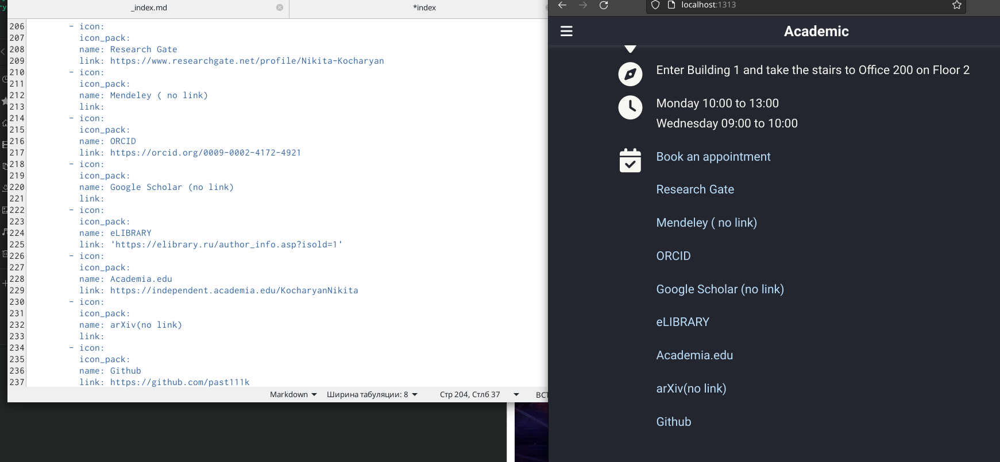 ry
_index.md
*index
206 - icon:
207 icon_pack:
208 name: Research Gate
209 link: https://www.researchgate.net/profile/Nikita-Kocharyan
210 - icon:
211 icon_pack:
212 name: Mendeley ( no link)
213 link:
214 - icon:
215 icon_pack:
216 name: ORCID
217 link: https://orcid.org/0009-0002-4172-4921
218 - icon:
219 icon_pack:
220 name: Google Scholar (no link)
221 link:
222 - icon:
223 icon_pack:
224 name: eLIBRARY
225 link: 'https://elibrary.ru/author_info.asp?isold=1'
226 - icon:
227 icon_pack:
228 name: Academia.edu
229 link: https://independent.academia.edu/KocharyanNikita
230 - icon:
231 icon_pack:
232 name: arXiv(no link)
233 link:
234 - icon:
235 icon_pack:
236 name: Github
237 link: https://github.com/past111k
Markdown Ширина табуляции: 8 Стр 204, Стлб 37 ВСТ
localhost:1313
Academic
Enter Building 1 and take the stairs to Office 200 on Floor 2
Monday 10:00 to 13:00
Wednesday 09:00 to 10:00
Book an appointment
Research Gate
Mendeley ( no link)
ORCID
Google Scholar (no link)
eLIBRARY
Academia.edu
arXiv(no link)
Github